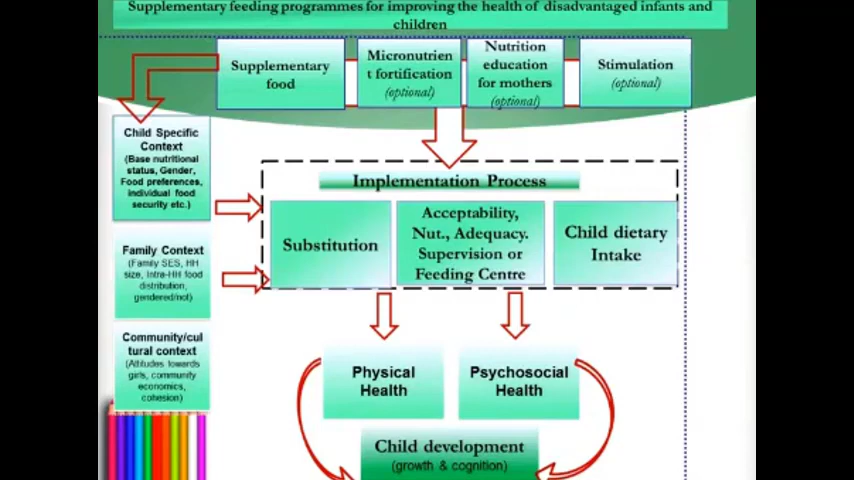 Supplementary feeding programmes for improving the health of disadvantaged infants and
children
Supplementary
food
Micronutrien
t fortification
(optional)
Nutrition
education
for mothers
(optional)
Stimulation
(optional)
Child Specific
Context
(Base nutritional
status, Gender,
Food preferences,
individual food
security etc.)
Family Context
(Family SES, HH
size, Intra-HH food
distribution,
gendered/not)
Community/cul
tural context
(Attitudes towards
girls, community
economics,
cohesion)
Implementation Process
Substitution
Acceptability,
Nut., Adequacy.
Supervision or
Feeding Centre
Child dietary
Intake
Physical
Health
Psychosocial
Health
Child development
(growth & cognition)